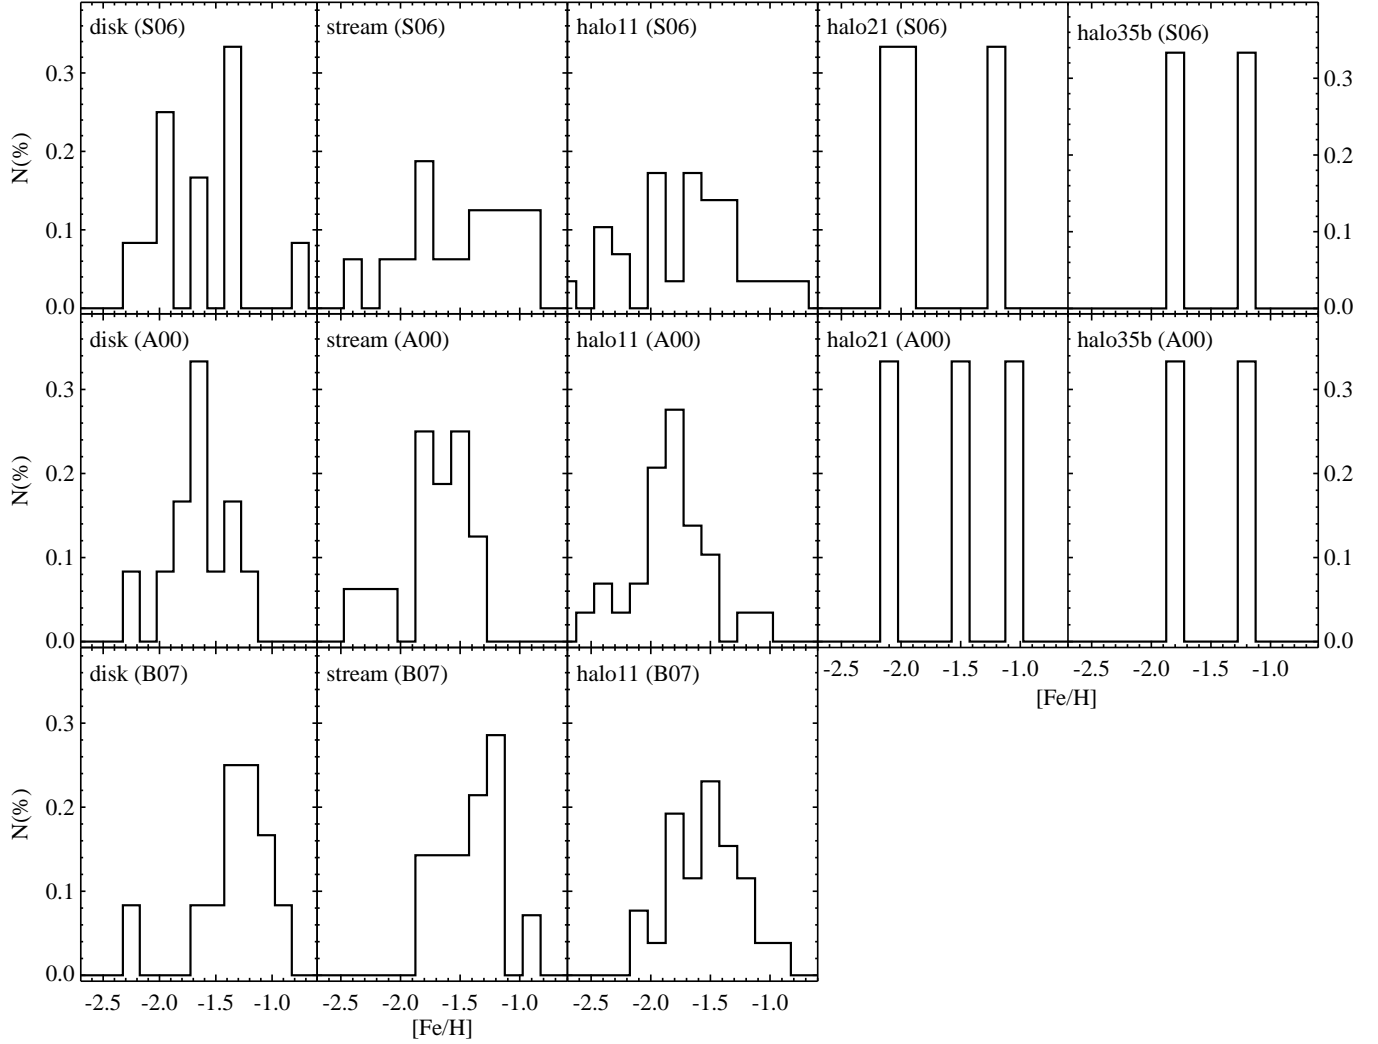 disk (S06) stream (S06) halo11 (S06) halo21 (S06) halo35b (S06)
0.3 0.3
N(%) 0.2 0.2
0.1 0.1
0.0 0.0
disk (A00) stream (A00) halo11 (A00) halo21 (A00) halo35b (A00)
0.3 0.3
N(%) 0.2 0.2
0.1 0.1
0.0 0.0
-2.5 -2.0 -1.5 -1.0 -2.5 -2.0 -1.5 -1.0
[Fe/H]
disk (B07) stream (B07) halo11 (B07)
0.3
N(%) 0.2
0.1
0.0
-2.5 -2.0 -1.5 -1.0 -2.5 -2.0 -1.5 -1.0 -2.5 -2.0 -1.5 -1.0
[Fe/H]